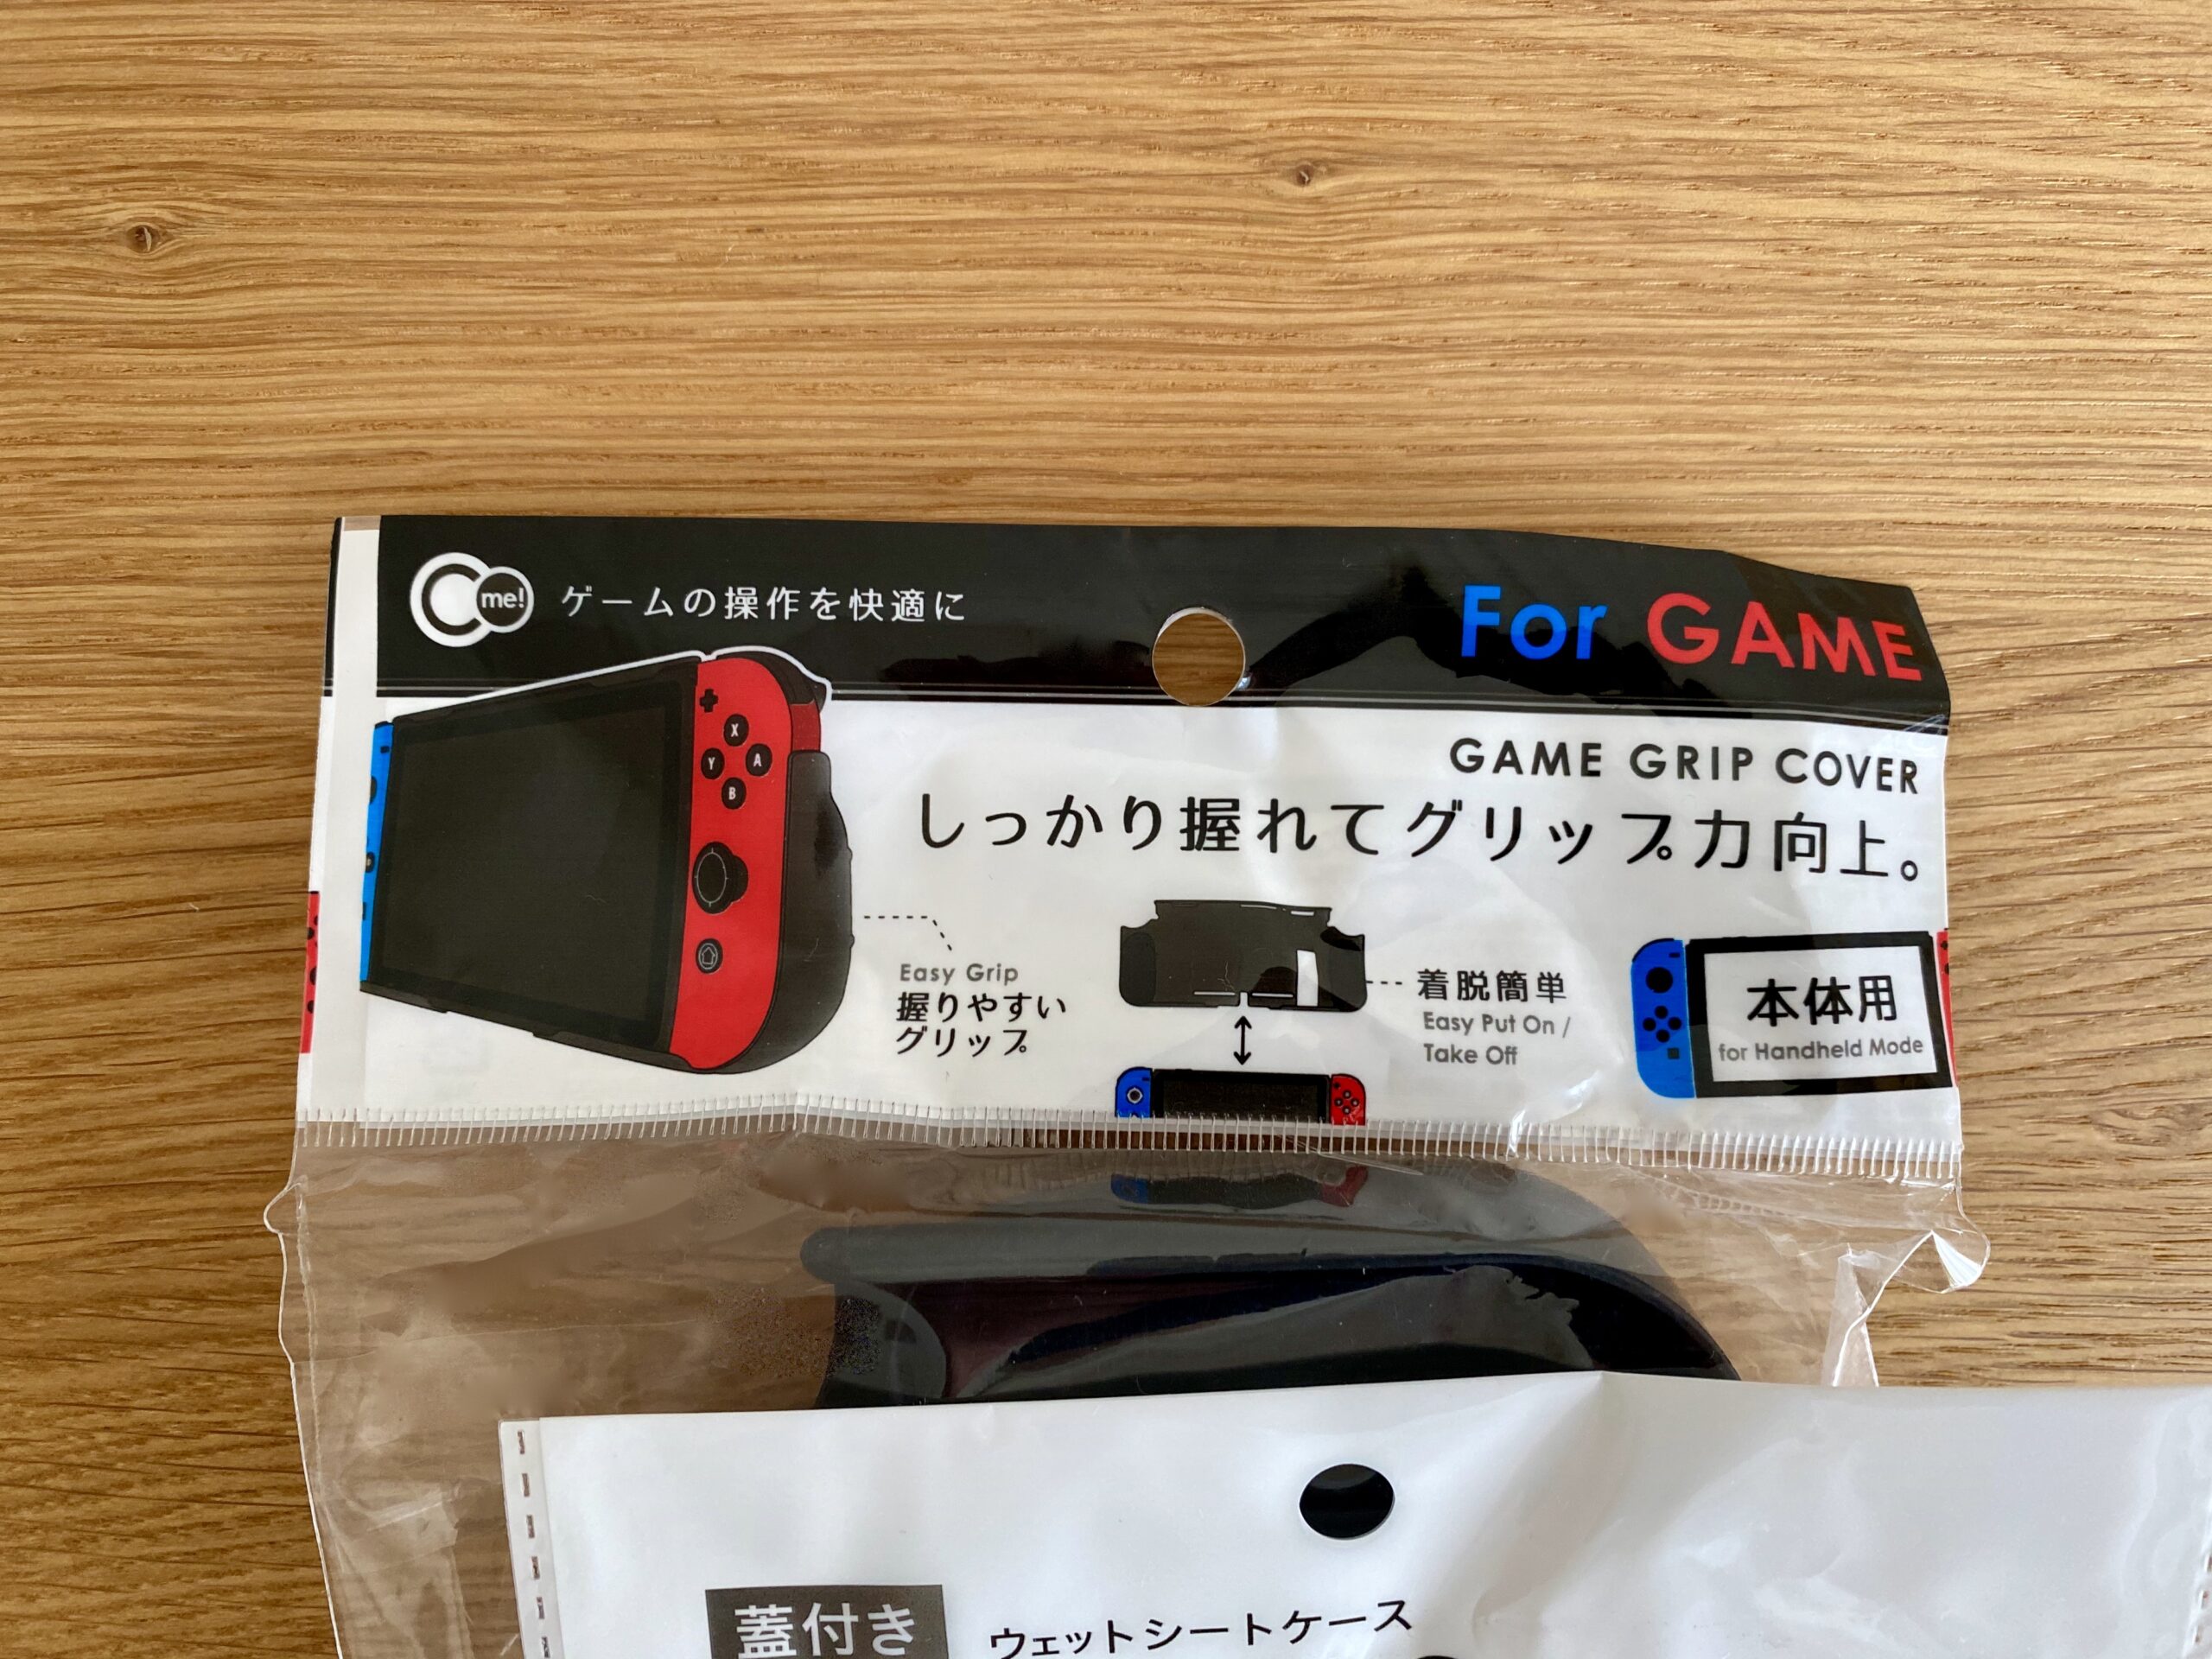 Cme! ゲームの操作を快適に
For GAME
GAME GRIP COVER
しっかり握れてグリップ力向上。
X
Y A
B
Easy Grip
握りやすい
グリップ
着脱簡単
Easy Put On /
Take Off
本体用
for Handheld Mode
蓋付き ウェットシートケース